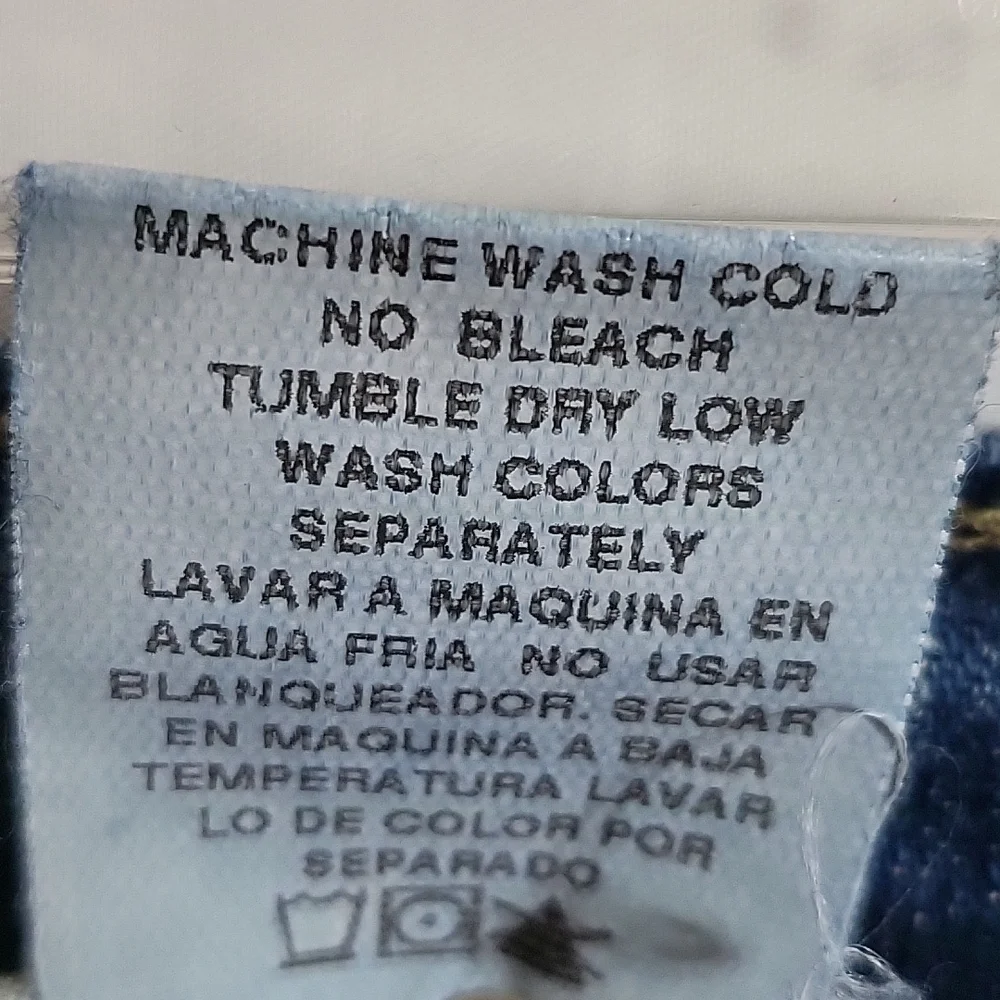 MACHINE WASH COLD
NO BLEACH
TUMBLE DRY LOW
WASH COLORS
SEPARATELY
LAVAR A MAQUINA EN
AGUA FRIA NO USAR
BLANQUEADOR. SECAR
EN MAQUINA A BAJA
TEMPERATURA LAVAR
LO DE COLOR POR
SEPARADO